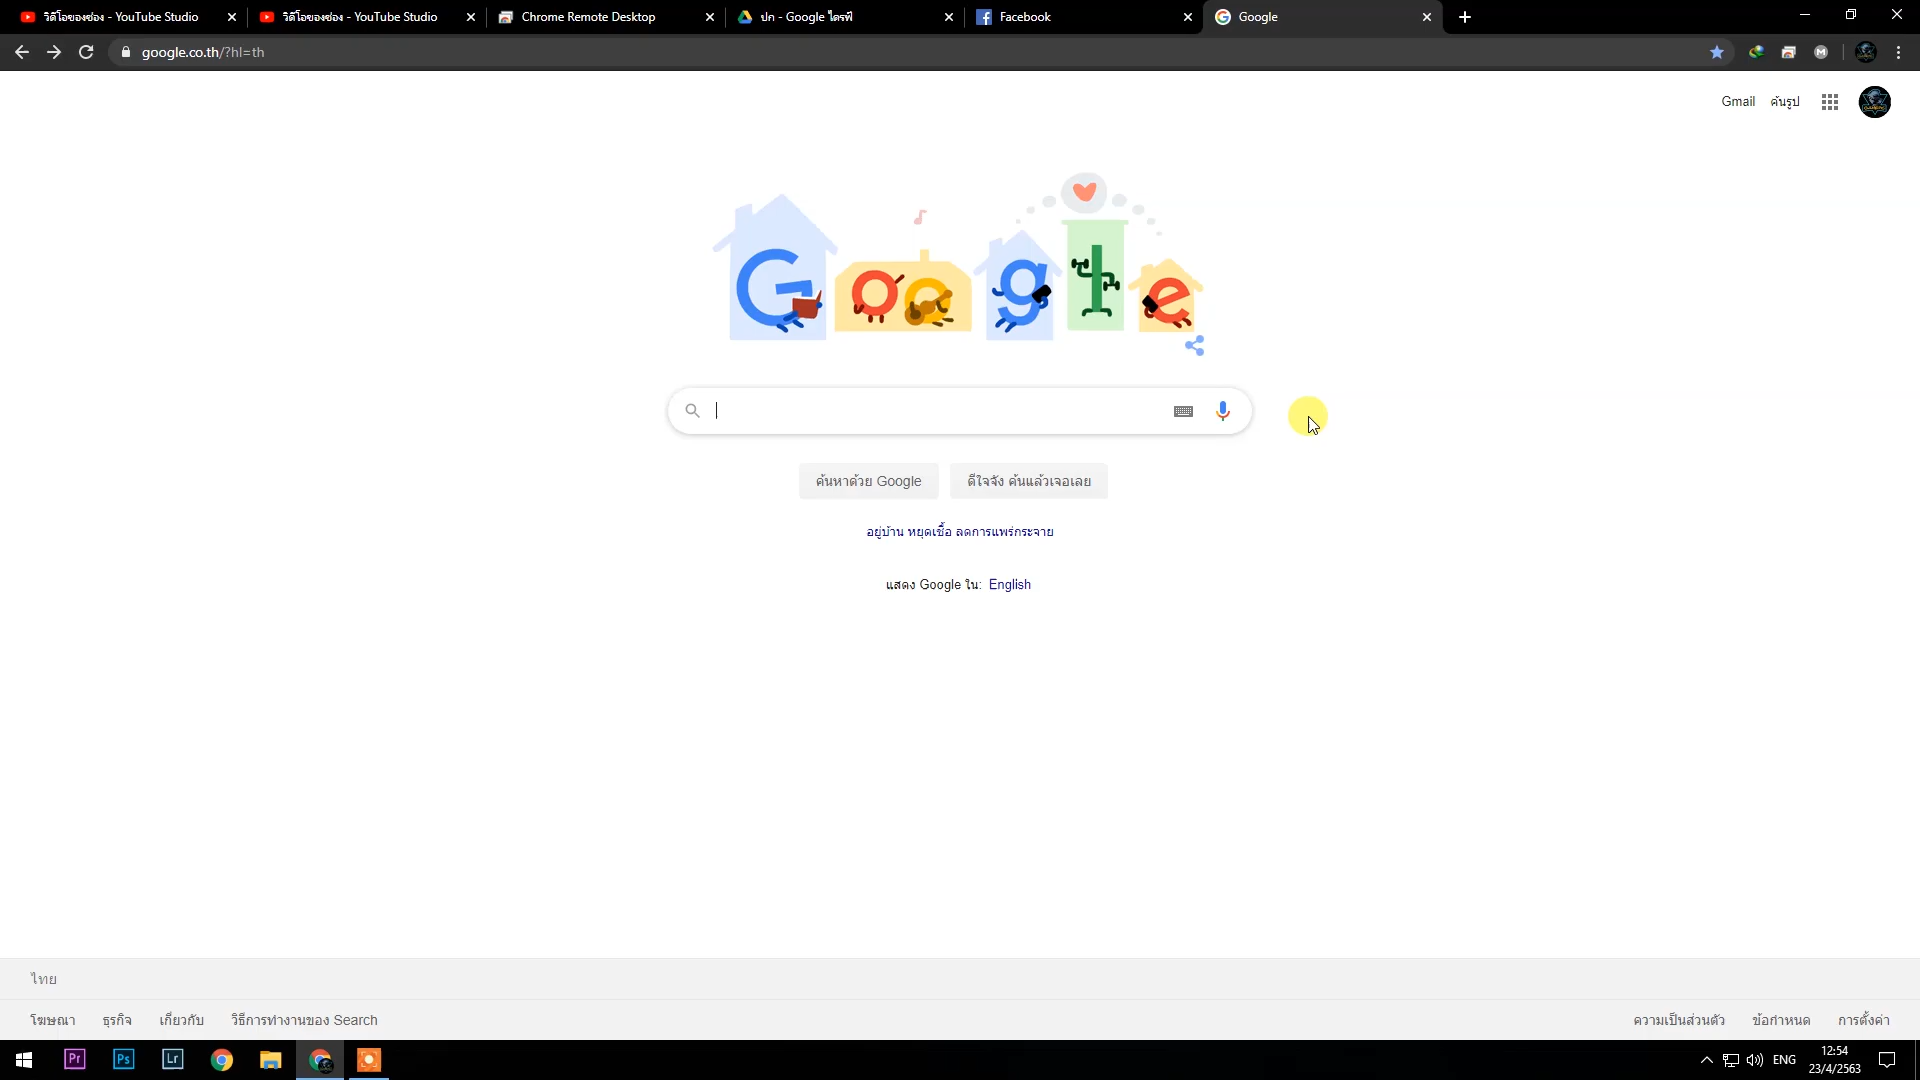 วิดีโอของช่อง - YouTube Studio
วิดีโอของช่อง - YouTube Studio
Chrome Remote Desktop
ปก - Google ไดรฟ์
Facebook
Google
google.co.th/?hl=th
Gmail
ค้นรูป
Google
ค้นหาด้วย Google
ดีใจจัง ค้นแล้วเจอเลย
อยู่บ้าน หยุดเชื้อ ลดการแพร่กระจาย
แสดง Google ใน: English
ไทย
โฆษณา
ธุรกิจ
เกี่ยวกับ
วิธีการทำงานของ Search
ความเป็นส่วนตัว
ข้อกำหนด
การตั้งค่า
Pr
Ps
Lr
ENG
12:54
23/4/2563